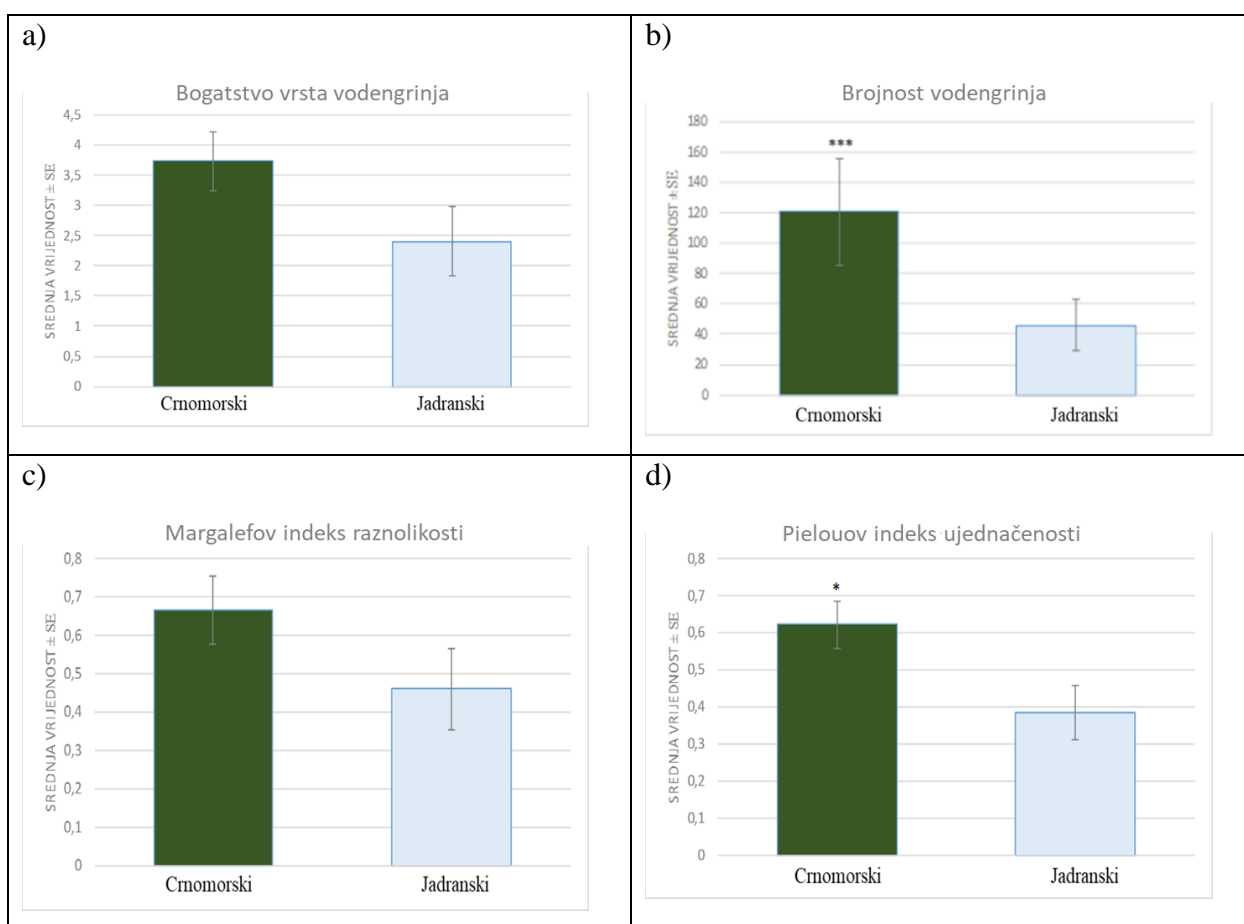 a)
Bogatstvo vrsta vodengrinja
4,5
4
3,5
3
2,5
2
1,5
1
0,5
0
SREDNJA VRIJEDNOST ± SE
Crnomorski Jadranski
b)
Brojnost vodengrinja
180
160
140
120
100
80
60
40
20
0
SREDNJA VRIJEDNOST ± SE
***
Crnomorski Jadranski
c)
Margalefov indeks raznolikosti
0,8
0,7
0,6
0,5
0,4
0,3
0,2
0,1
0
SREDNJA VRIJEDNOST ± SE
Crnomorski Jadranski
d)
Pielouov indeks ujednačenosti
0,8
0,7
0,6
0,5
0,4
0,3
0,2
0,1
0
SREDNJA VRIJEDNOST ± SE
*
Crnomorski Jadranski